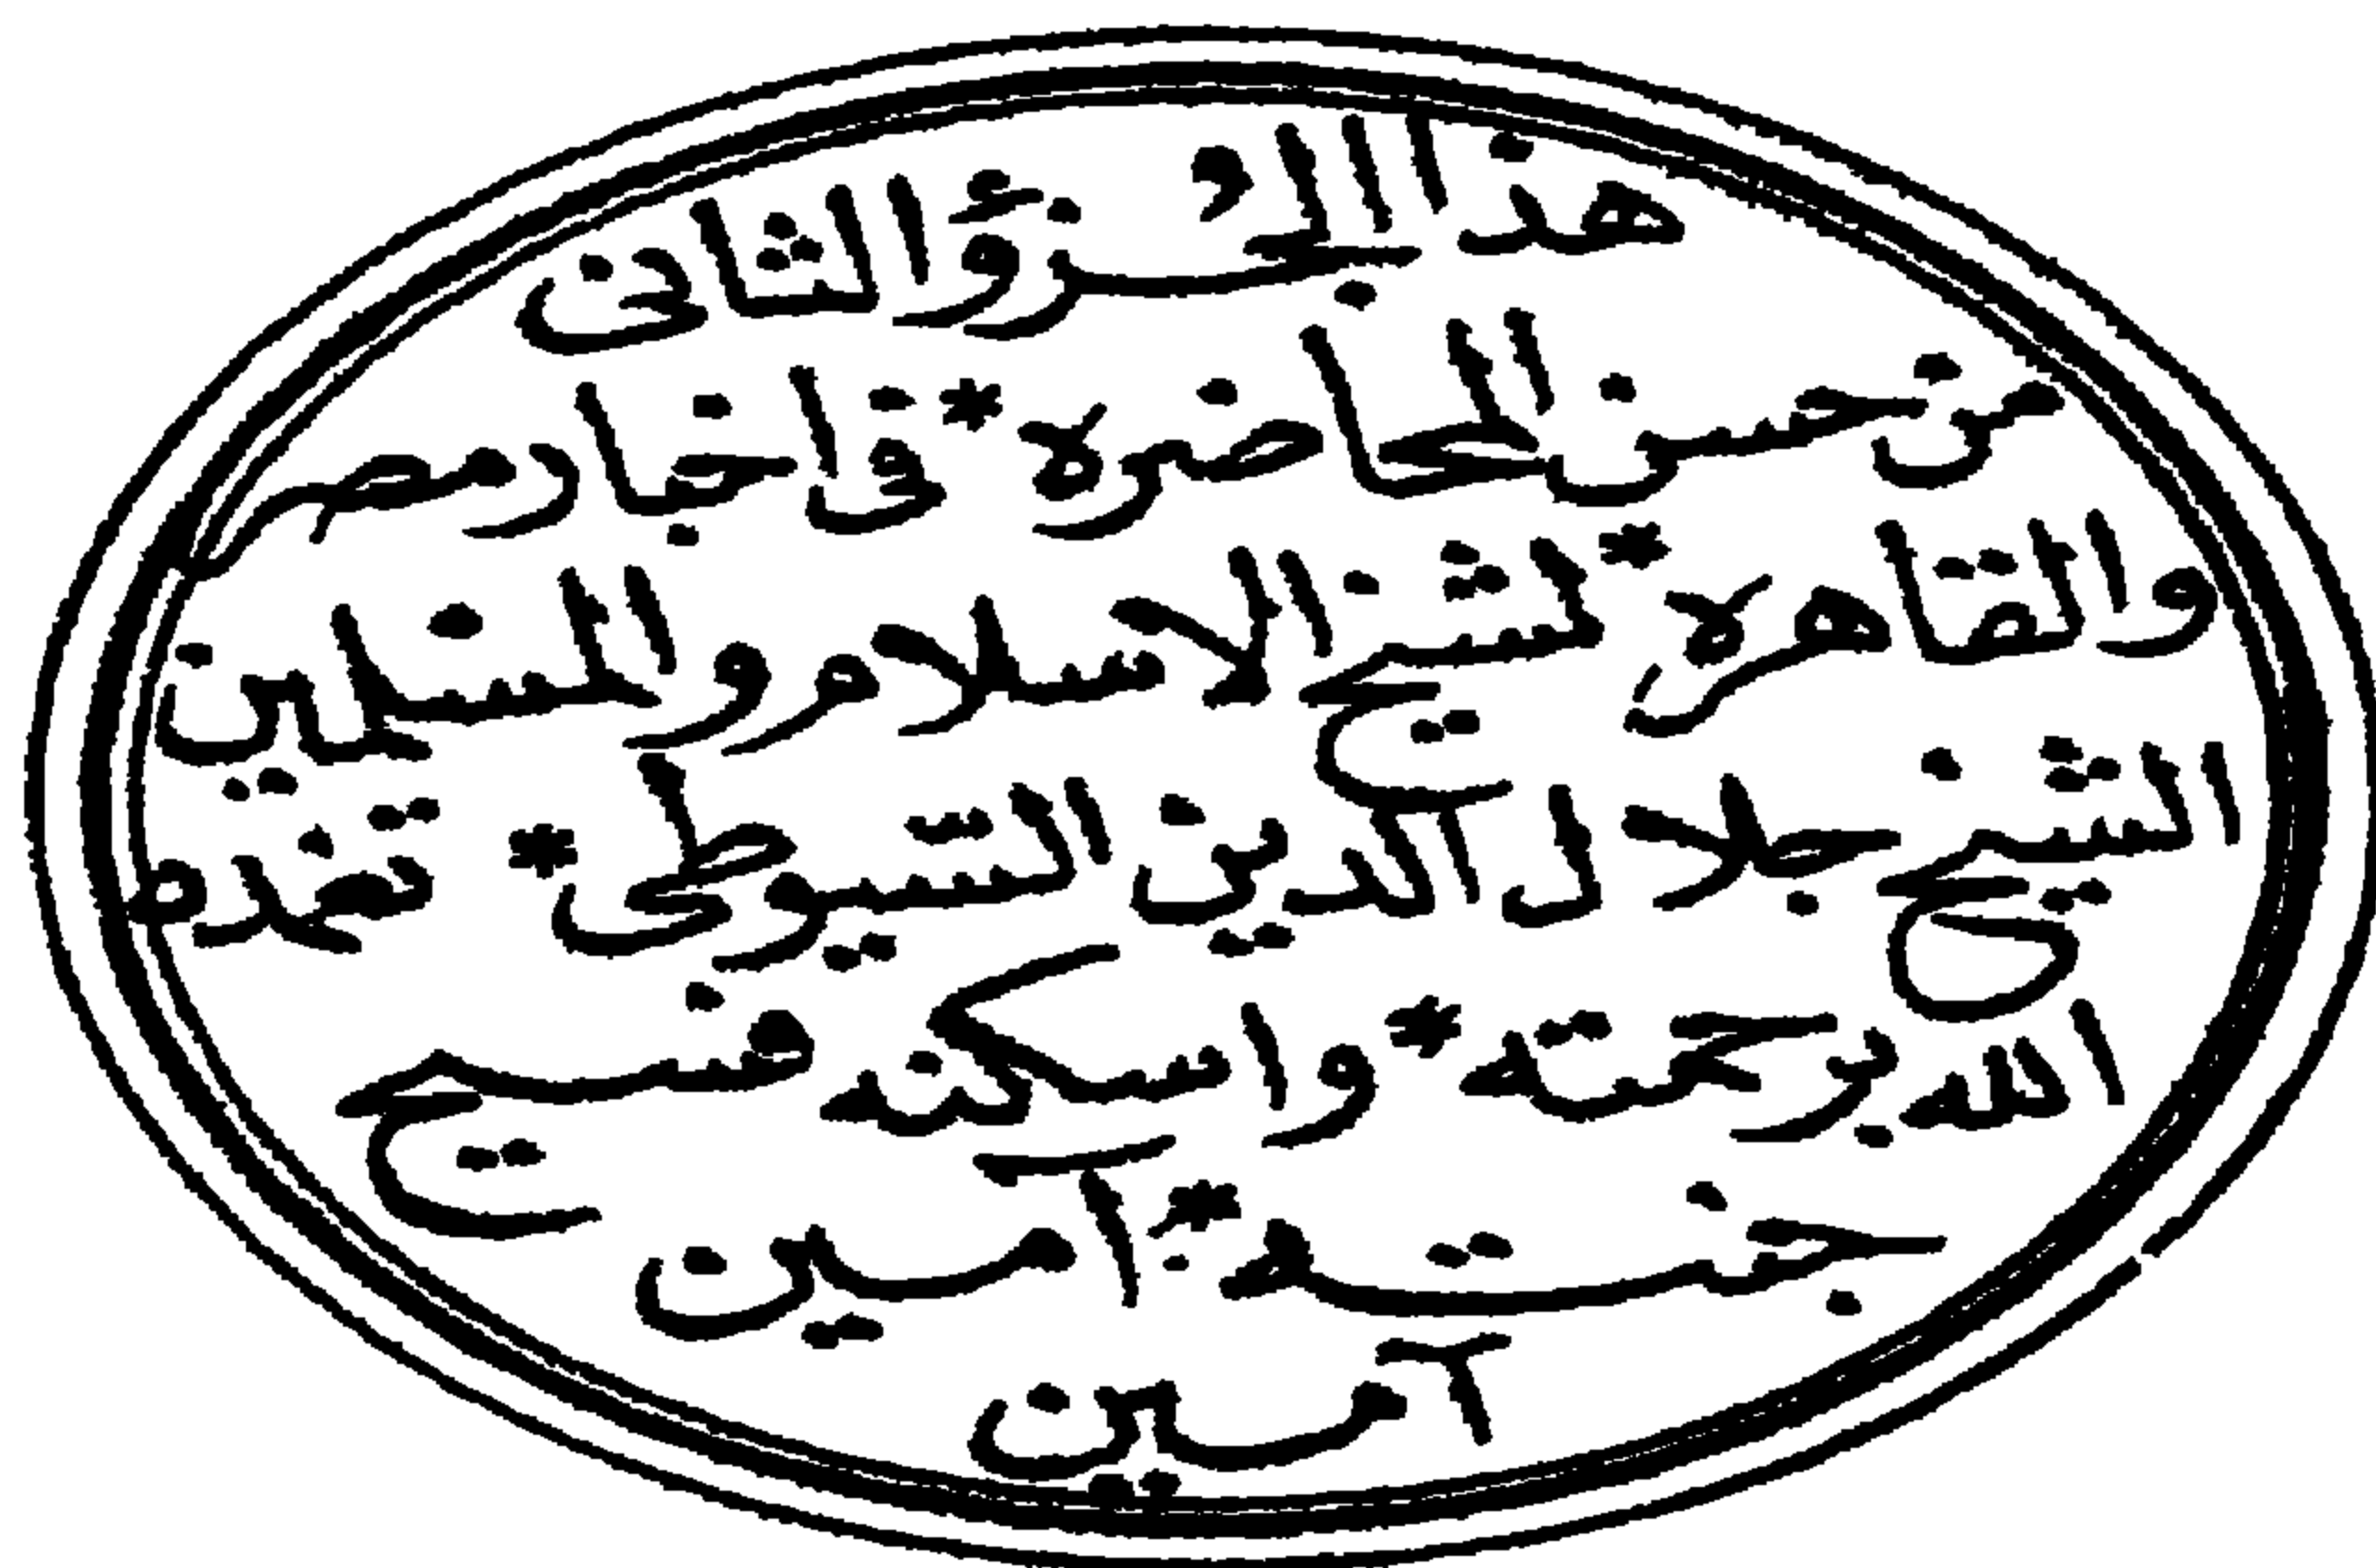 هذا الجزؤ الثاني
من حسن المحاضرة * في اخبار مصر
والقاهرة * لشيخ الاسلام والمسلمين
الشيخ جلال الدين السيوطي * تغمده
الله برحمته * واسكنه فسيح
جنته * آمين
آمين